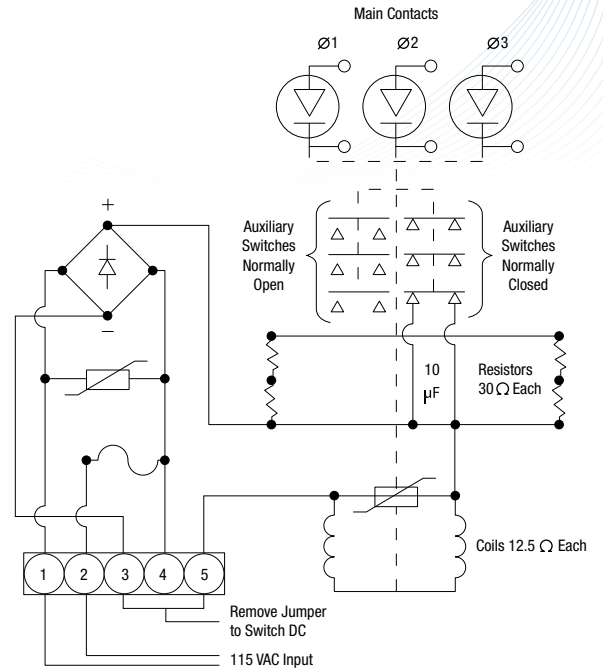 Main Contacts
Ø1
Ø2
Ø3
+
−
Auxiliary
Switches
Normally
Open
Auxiliary
Switches
Normally
Closed
10
μF
Resistors
30 Ω Each
Coils 12.5 Ω Each
1
2
3
4
5
Remove Jumper
to Switch DC
115 VAC Input